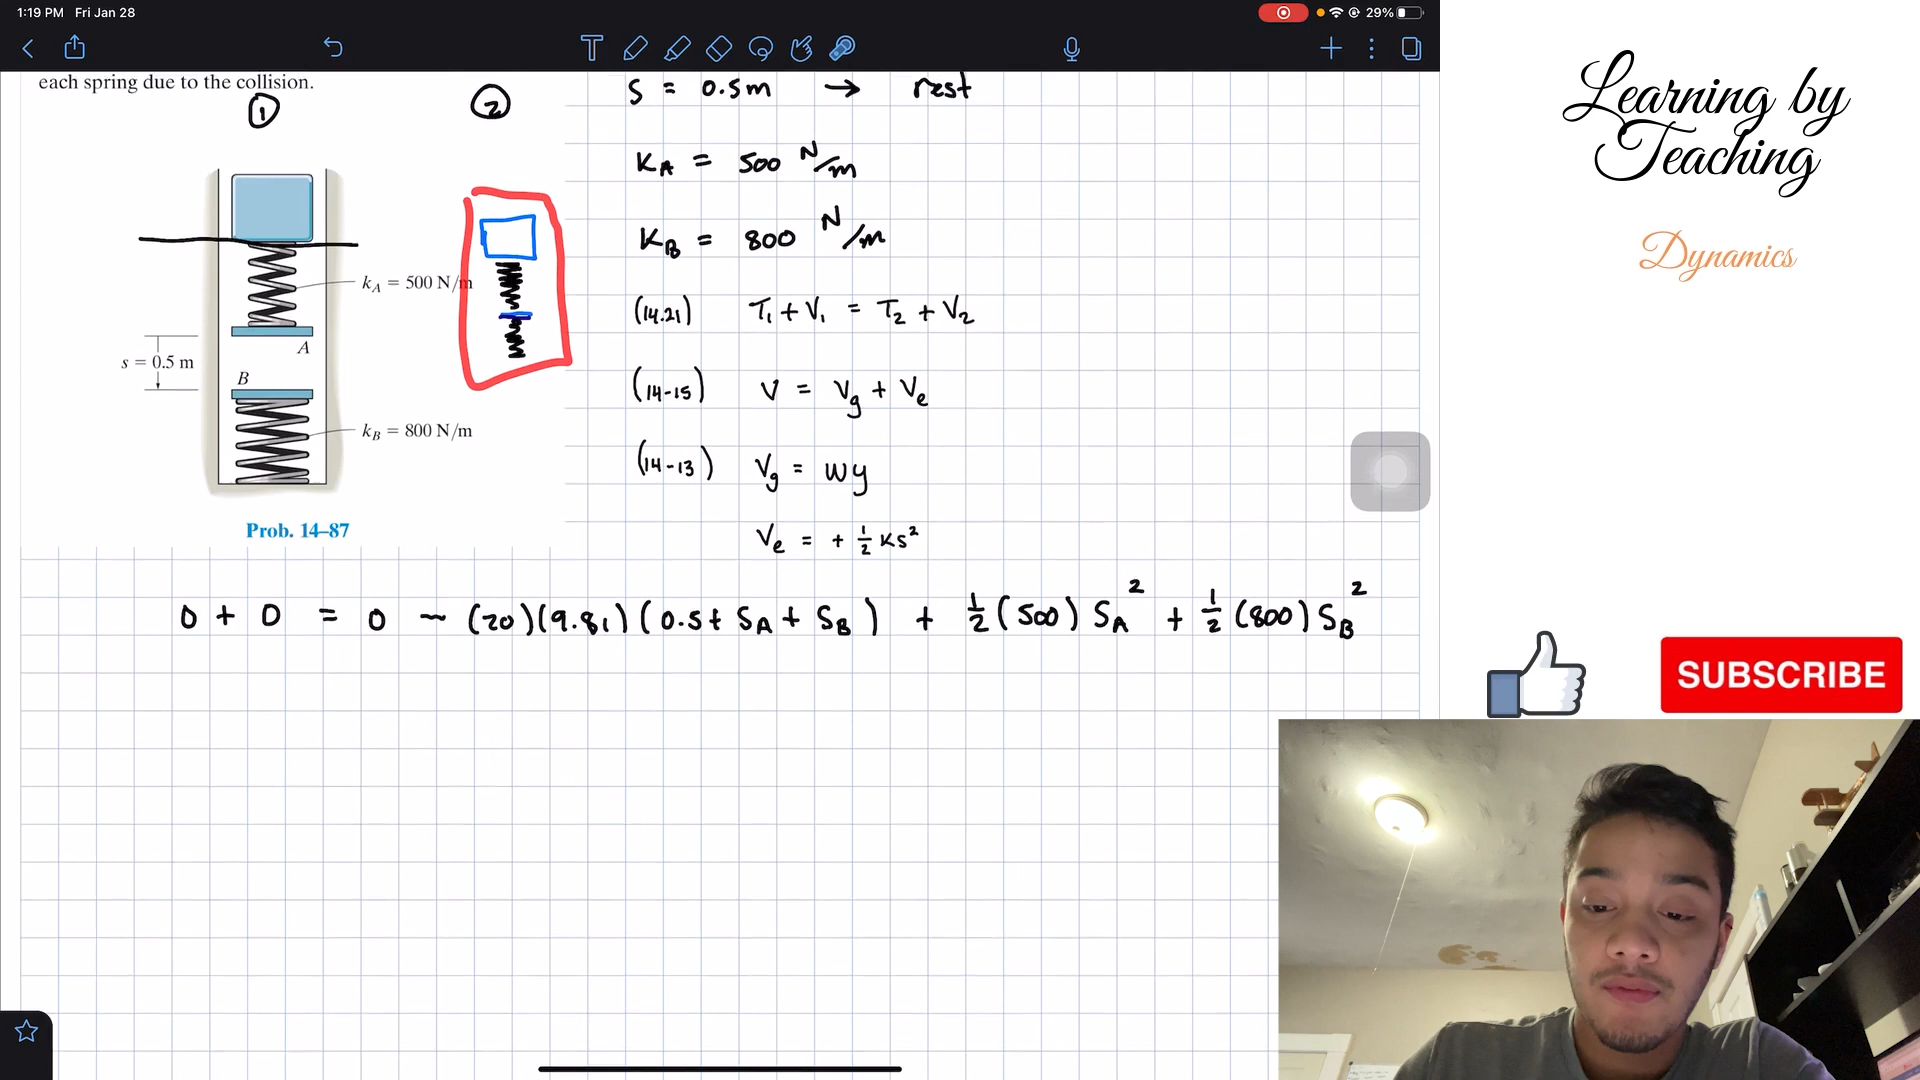 1:19 PM Fri Jan 28
29%
each spring due to the collision.
1
2
S = 0.5m → rest
KA = 500 N/m
KB = 800 N/m
kA = 500 N/m
(14.21) T1 + V1 = T2 + V2
A
s = 0.5 m
B
(14-15) V = Vg + Ve
kB = 800 N/m
(14-13) Vg = Wy
Prob. 14–87
Ve = + 1/2 Ks²
0 + 0 = 0 - (20)(9.81)(0.5 + SA + SB) + 1/2 (500) SA² + 1/2 (800) SB²
Learning by
Teaching
Dynamics
SUBSCRIBE